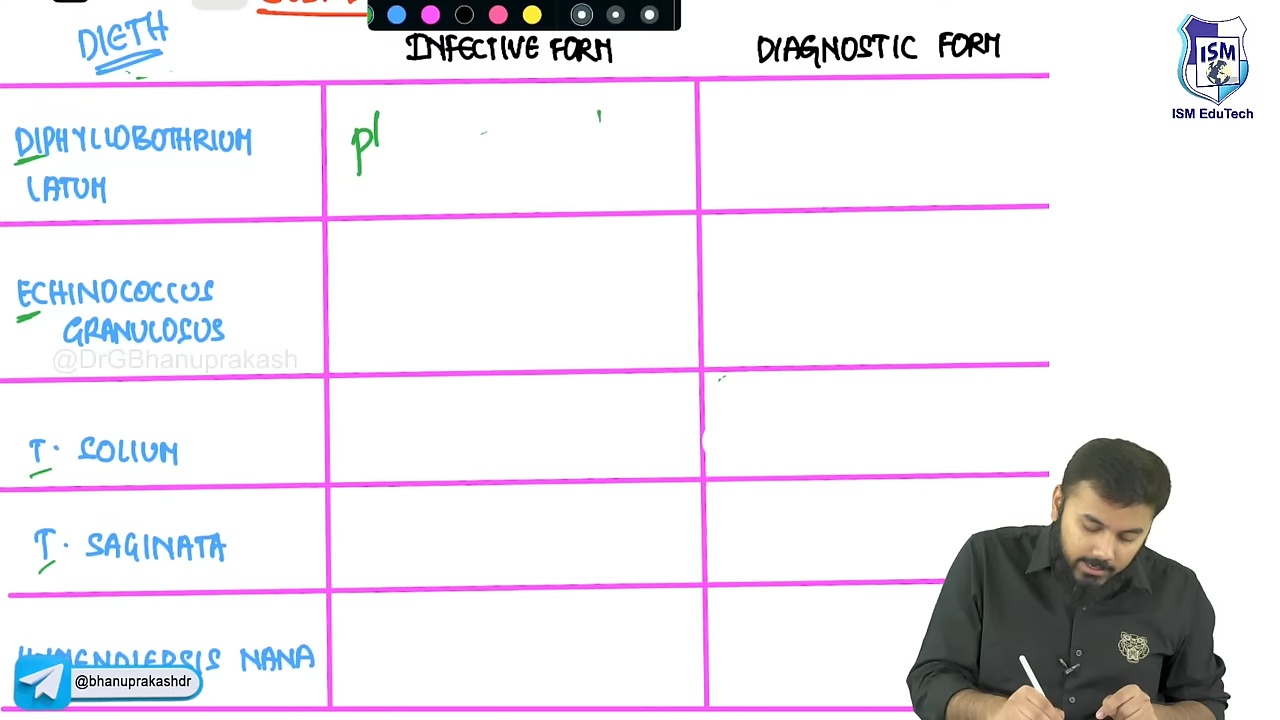 DIETH
INFECTIVE FORM
DIAGNOSTIC FORM
ISM
ISM EduTech
DIPHYLLOBOTHRIUM
LATUM
pl
ECHINOCOCCUS
GRANULOSUS
@DrGBhanuprakash
T. SOLIUM
T. SAGINATA
NANA
@bhanuprakashdr